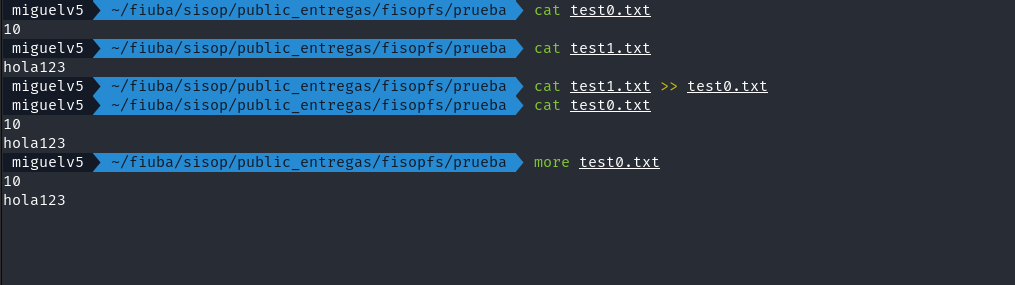 miguelv5 ~/fiuba/sisop/public_entregas/fisopfs/prueba cat test0.txt
10
miguelv5 ~/fiuba/sisop/public_entregas/fisopfs/prueba cat test1.txt
hola123
miguelv5 ~/fiuba/sisop/public_entregas/fisopfs/prueba cat test1.txt >> test0.txt
miguelv5 ~/fiuba/sisop/public_entregas/fisopfs/prueba cat test0.txt
10
hola123
miguelv5 ~/fiuba/sisop/public_entregas/fisopfs/prueba more test0.txt
10
hola123